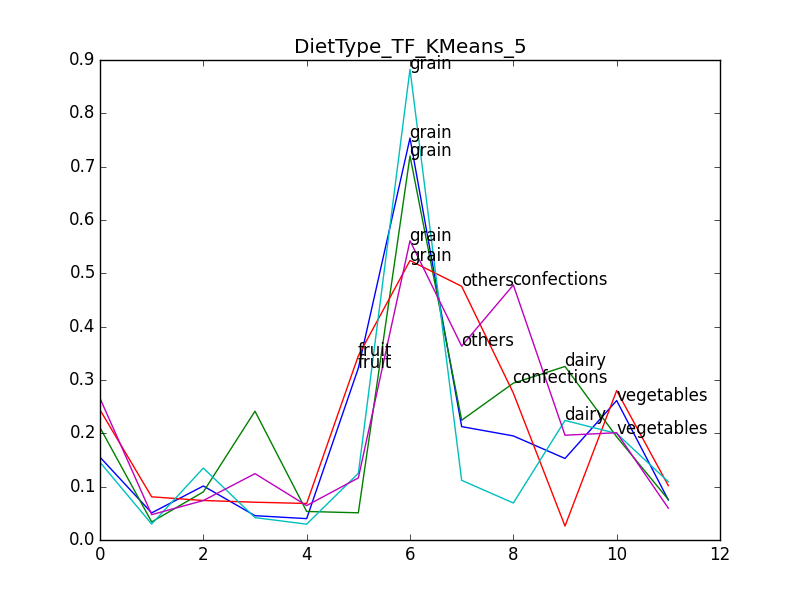 DietType_TF_KMeans_5
0.9
grain
0.8
grain
0.7
grain
0.6
grain
grain
0.5
others
confections
0.4
others
fruit
fruit
dairy
confections
0.3
vegetables
dairy
vegetables
0.2
0.1
0.0
0 2 4 6 8 10 12